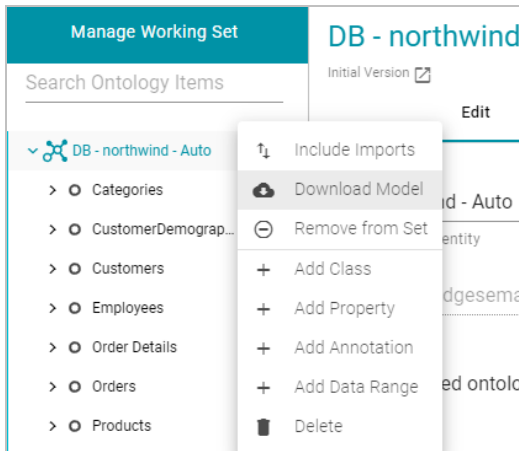 Manage Working Set
DB - northwind
Search Ontology Items
Initial Version
Edit
DB - northwind - Auto
Include Imports
Categories
Download Model
d - Auto
CustomerDemograp...
Remove from Set
entity
Customers
Add Class
Employees
Add Property
dgesema
Order Details
Add Annotation
Orders
Add Data Range
ed ontolo
Products
Delete